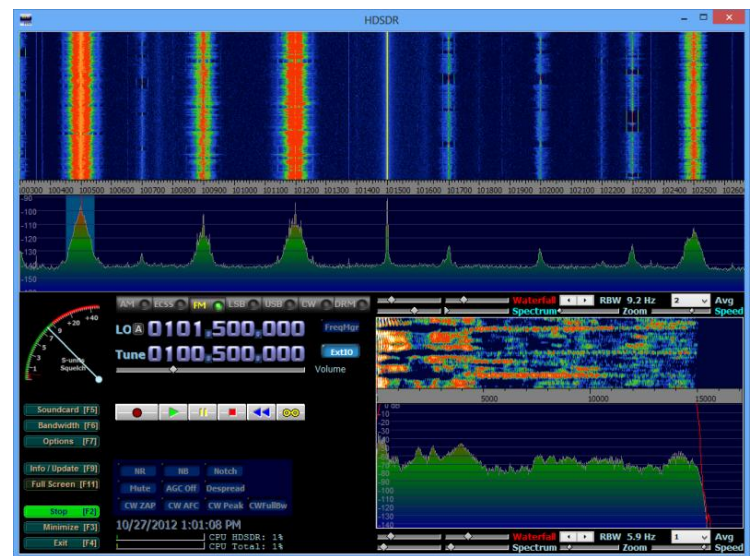 HDSDR
100300 100400 100500 100600 100700 100800 100900 101000 101100 101200 101300 101400 101500 101600 101700 101800 101900 102000 102100 102200 102300 102400 102500 102600
-90
-100
-110
-120
-130
-140
-150
AM ECSS FM LSB USB CW DRM
LO A 0101.500.000 FreqMgr
Tune 0100.500.000 ExtIO
Volume
+20 +40
9
7
5
3
1
S-units
Squelch
Waterfall RBW 9.2 Hz 2 Avg
Spectrum Zoom Speed
5000 10000 15000
0 dB
-20
-30
-40
-50
-60
-70
-80
-90
-100
-110
-120
-130
-140
Soundcard [F5]
Bandwidth [F6]
Options [F7]
Info / Update [F9]
Full Screen [F11]
Stop [F2]
Minimize [F3]
Exit [F4]
NR NB Notch
Mute AGC Off Despread
CW ZAP CW AFC CW Peak CWFullBw
10/27/2012 1:01:08 PM
CPU HDSDR: 1%
CPU Total: 1%
Waterfall RBW 5.9 Hz 1 Avg
Spectrum Zoom Speed